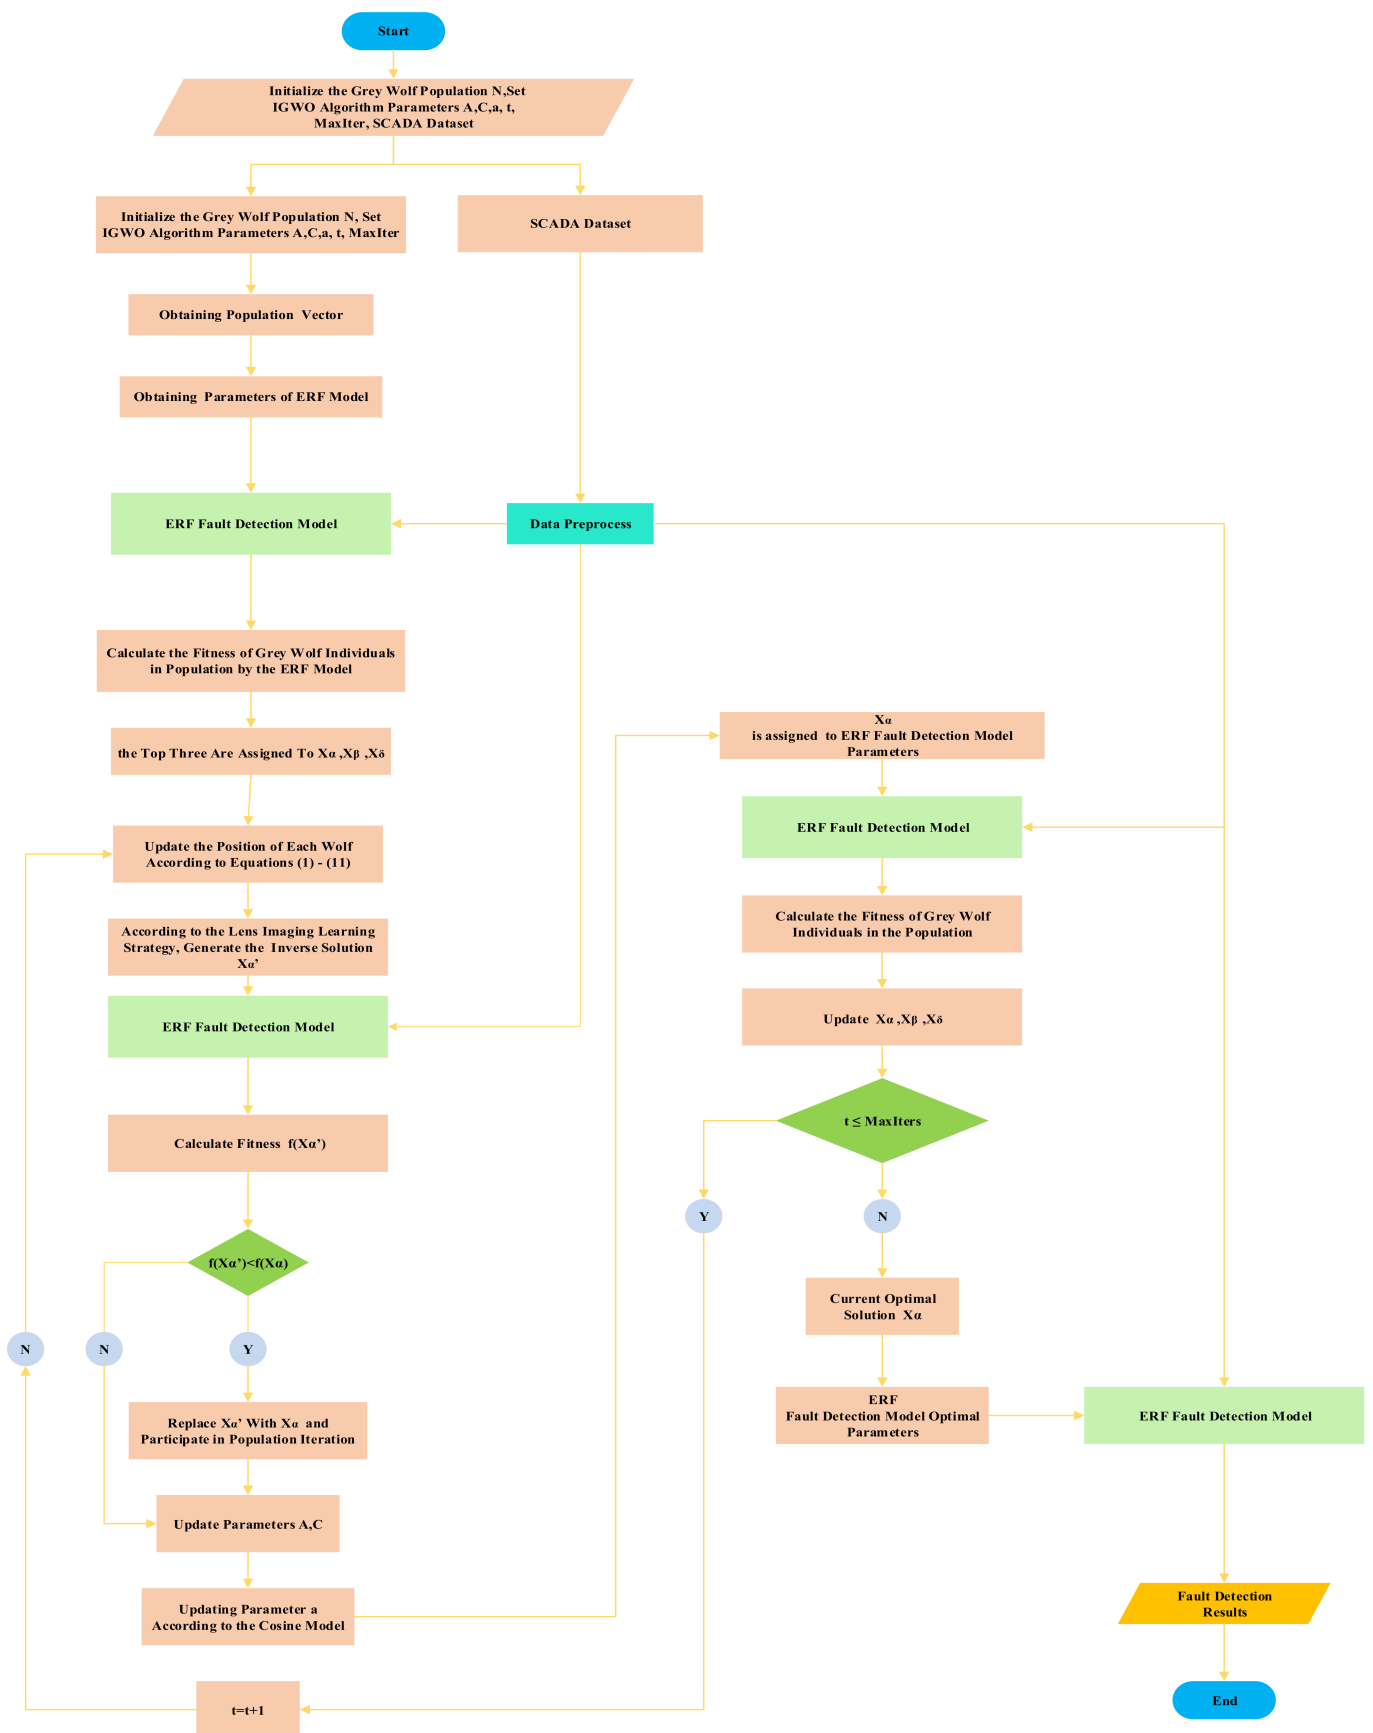 Start
Initialize the Grey Wolf Population N,Set
IGWO Algorithm Parameters A,C,a, t,
MaxIter, SCADA Dataset
Initialize the Grey Wolf Population N, Set
IGWO Algorithm Parameters A,C,a, t, MaxIter
SCADA Dataset
Obtaining Population Vector
Obtaining Parameters of ERF Model
ERF Fault Detection Model
Data Preprocess
Calculate the Fitness of Grey Wolf Individuals
in Population by the ERF Model
the Top Three Are Assigned To Xα ,Xβ ,Xδ
Update the Position of Each Wolf
According to Equations (1) - (11)
According to the Lens Imaging Learning
Strategy, Generate the Inverse Solution
Xα’
ERF Fault Detection Model
Calculate Fitness f(Xα’)
f(Xα’)<f(Xα)
N
N
Y
Replace Xα’ With Xα and
Participate in Population Iteration
Update Parameters A,C
Updating Parameter a
According to the Cosine Model
t=t+1
Xα
is assigned to ERF Fault Detection Model
Parameters
ERF Fault Detection Model
Calculate the Fitness of Grey Wolf
Individuals in the Population
Update Xα ,Xβ ,Xδ
t ≤ MaxIters
Y
N
Current Optimal
Solution Xα
ERF
Fault Detection Model Optimal
Parameters
ERF Fault Detection Model
Fault Detection
Results
End